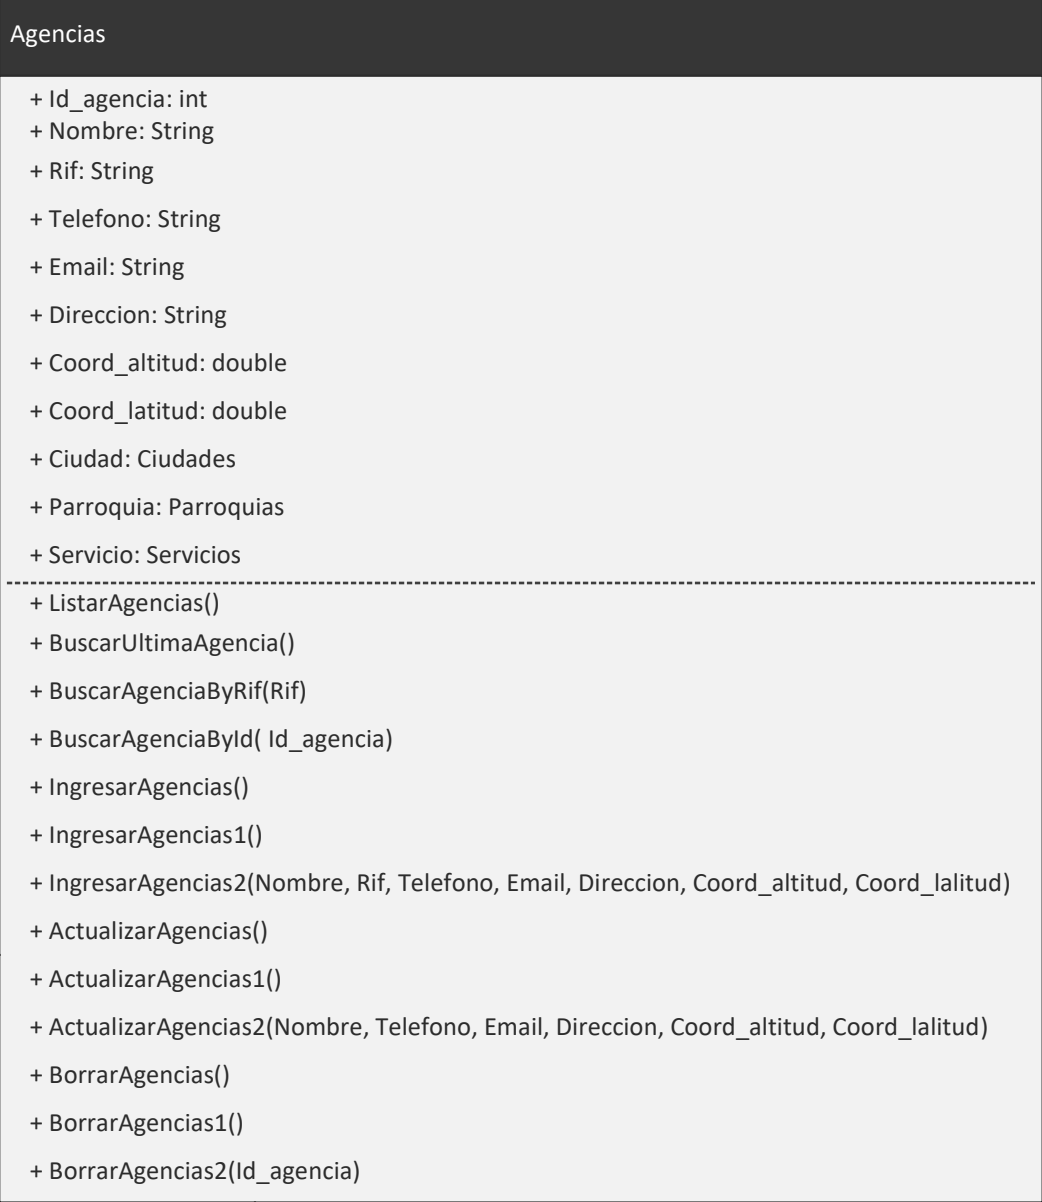 Agencias
+ Id_agencia: int
+ Nombre: String
+ Rif: String
+ Telefono: String
+ Email: String
+ Direccion: String
+ Coord_altitud: double
+ Coord_latitud: double
+ Ciudad: Ciudades
+ Parroquia: Parroquias
+ Servicio: Servicios
+ ListarAgencias()
+ BuscarUltimaAgencia()
+ BuscarAgenciaByRif(Rif)
+ BuscarAgenciaById( Id_agencia)
+ IngresarAgencias()
+ IngresarAgencias1()
+ IngresarAgencias2(Nombre, Rif, Telefono, Email, Direccion, Coord_altitud, Coord_lalitud)
+ ActualizarAgencias()
+ ActualizarAgencias1()
+ ActualizarAgencias2(Nombre, Telefono, Email, Direccion, Coord_altitud, Coord_lalitud)
+ BorrarAgencias()
+ BorrarAgencias1()
+ BorrarAgencias2(Id_agencia)